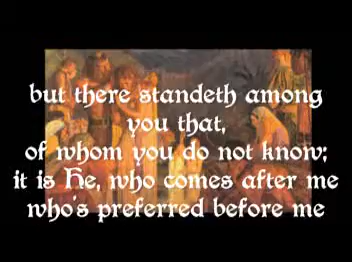 but there standeth among
you that,
of whom you do not know;
it is He, who comes after me
who's preferred before me